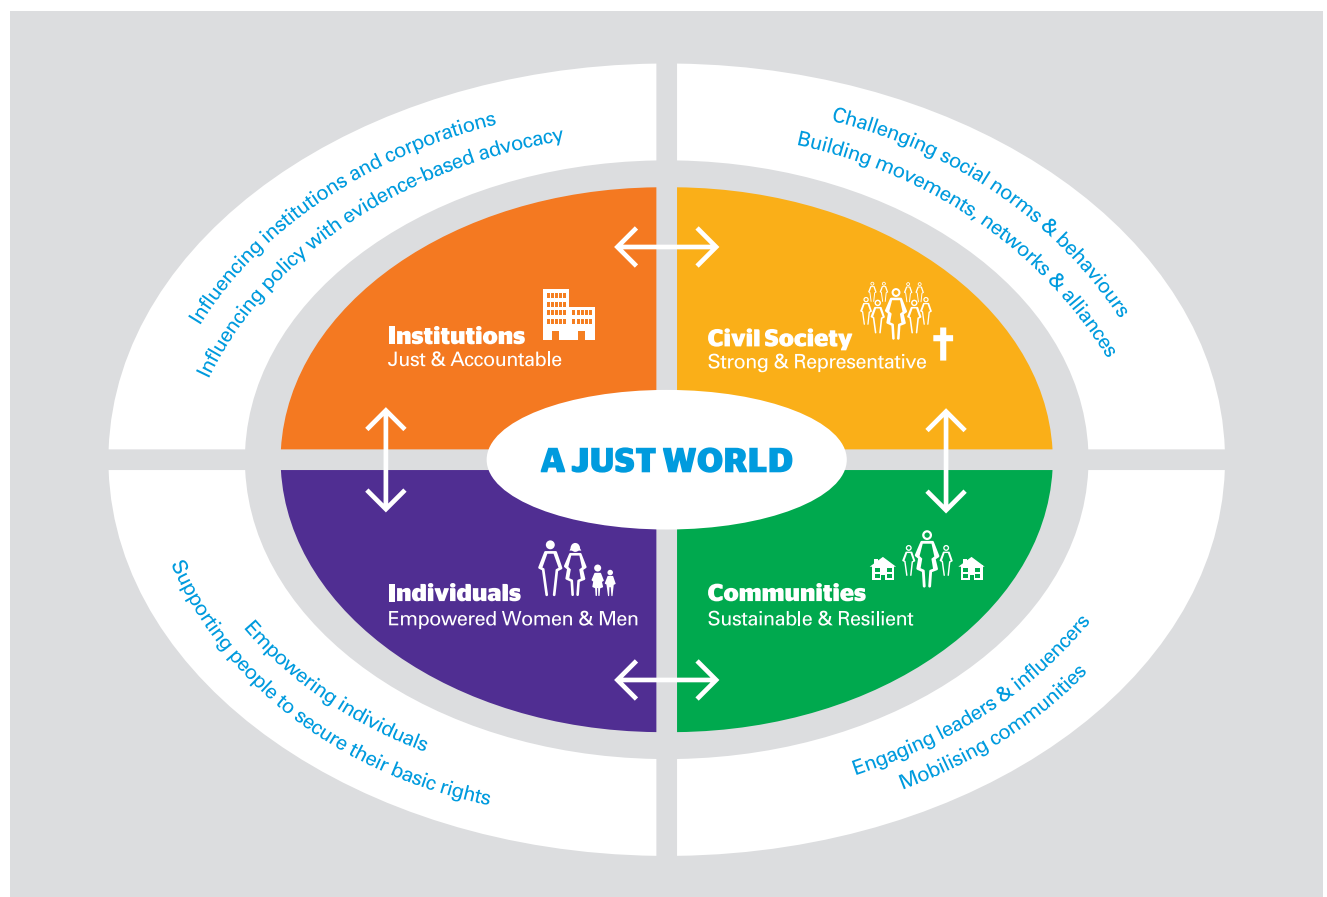 Influencing institutions and corporations
Influencing policy with evidence-based advocacy
Challenging social norms & behaviours
Building movements, networks & alliances
Institutions
Just & Accountable
Civil Society
Strong & Representative
A JUST WORLD
Individuals
Empowered Women & Men
Communities
Sustainable & Resilient
Empowering individuals
Supporting people to secure their basic rights
Engaging leaders & influencers
Mobilising communities